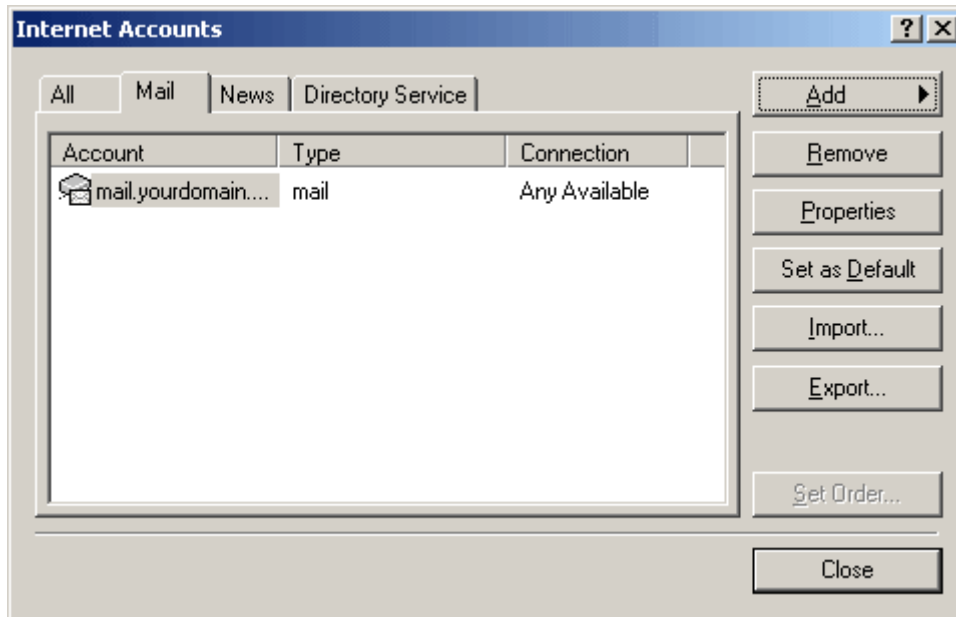 Internet Accounts
All Mail News Directory Service
Add
Account Type Connection
Remove
mail.yourdomain.... mail Any Available
Properties
Set as Default
Import...
Export...
Set Order...
Close